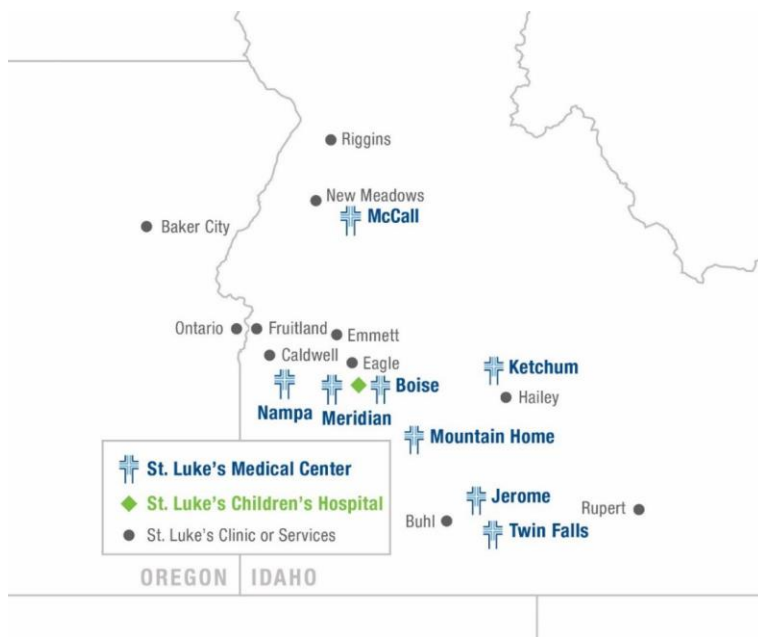 Riggins
New Meadows
McCall
Baker City
Ontario
Fruitland
Emmett
Caldwell
Eagle
Ketchum
Nampa
Meridian
Boise
Hailey
Mountain Home
St. Luke's Medical Center
St. Luke's Children's Hospital
St. Luke's Clinic or Services
Jerome
Buhl
Rupert
Twin Falls
OREGON
IDAHO